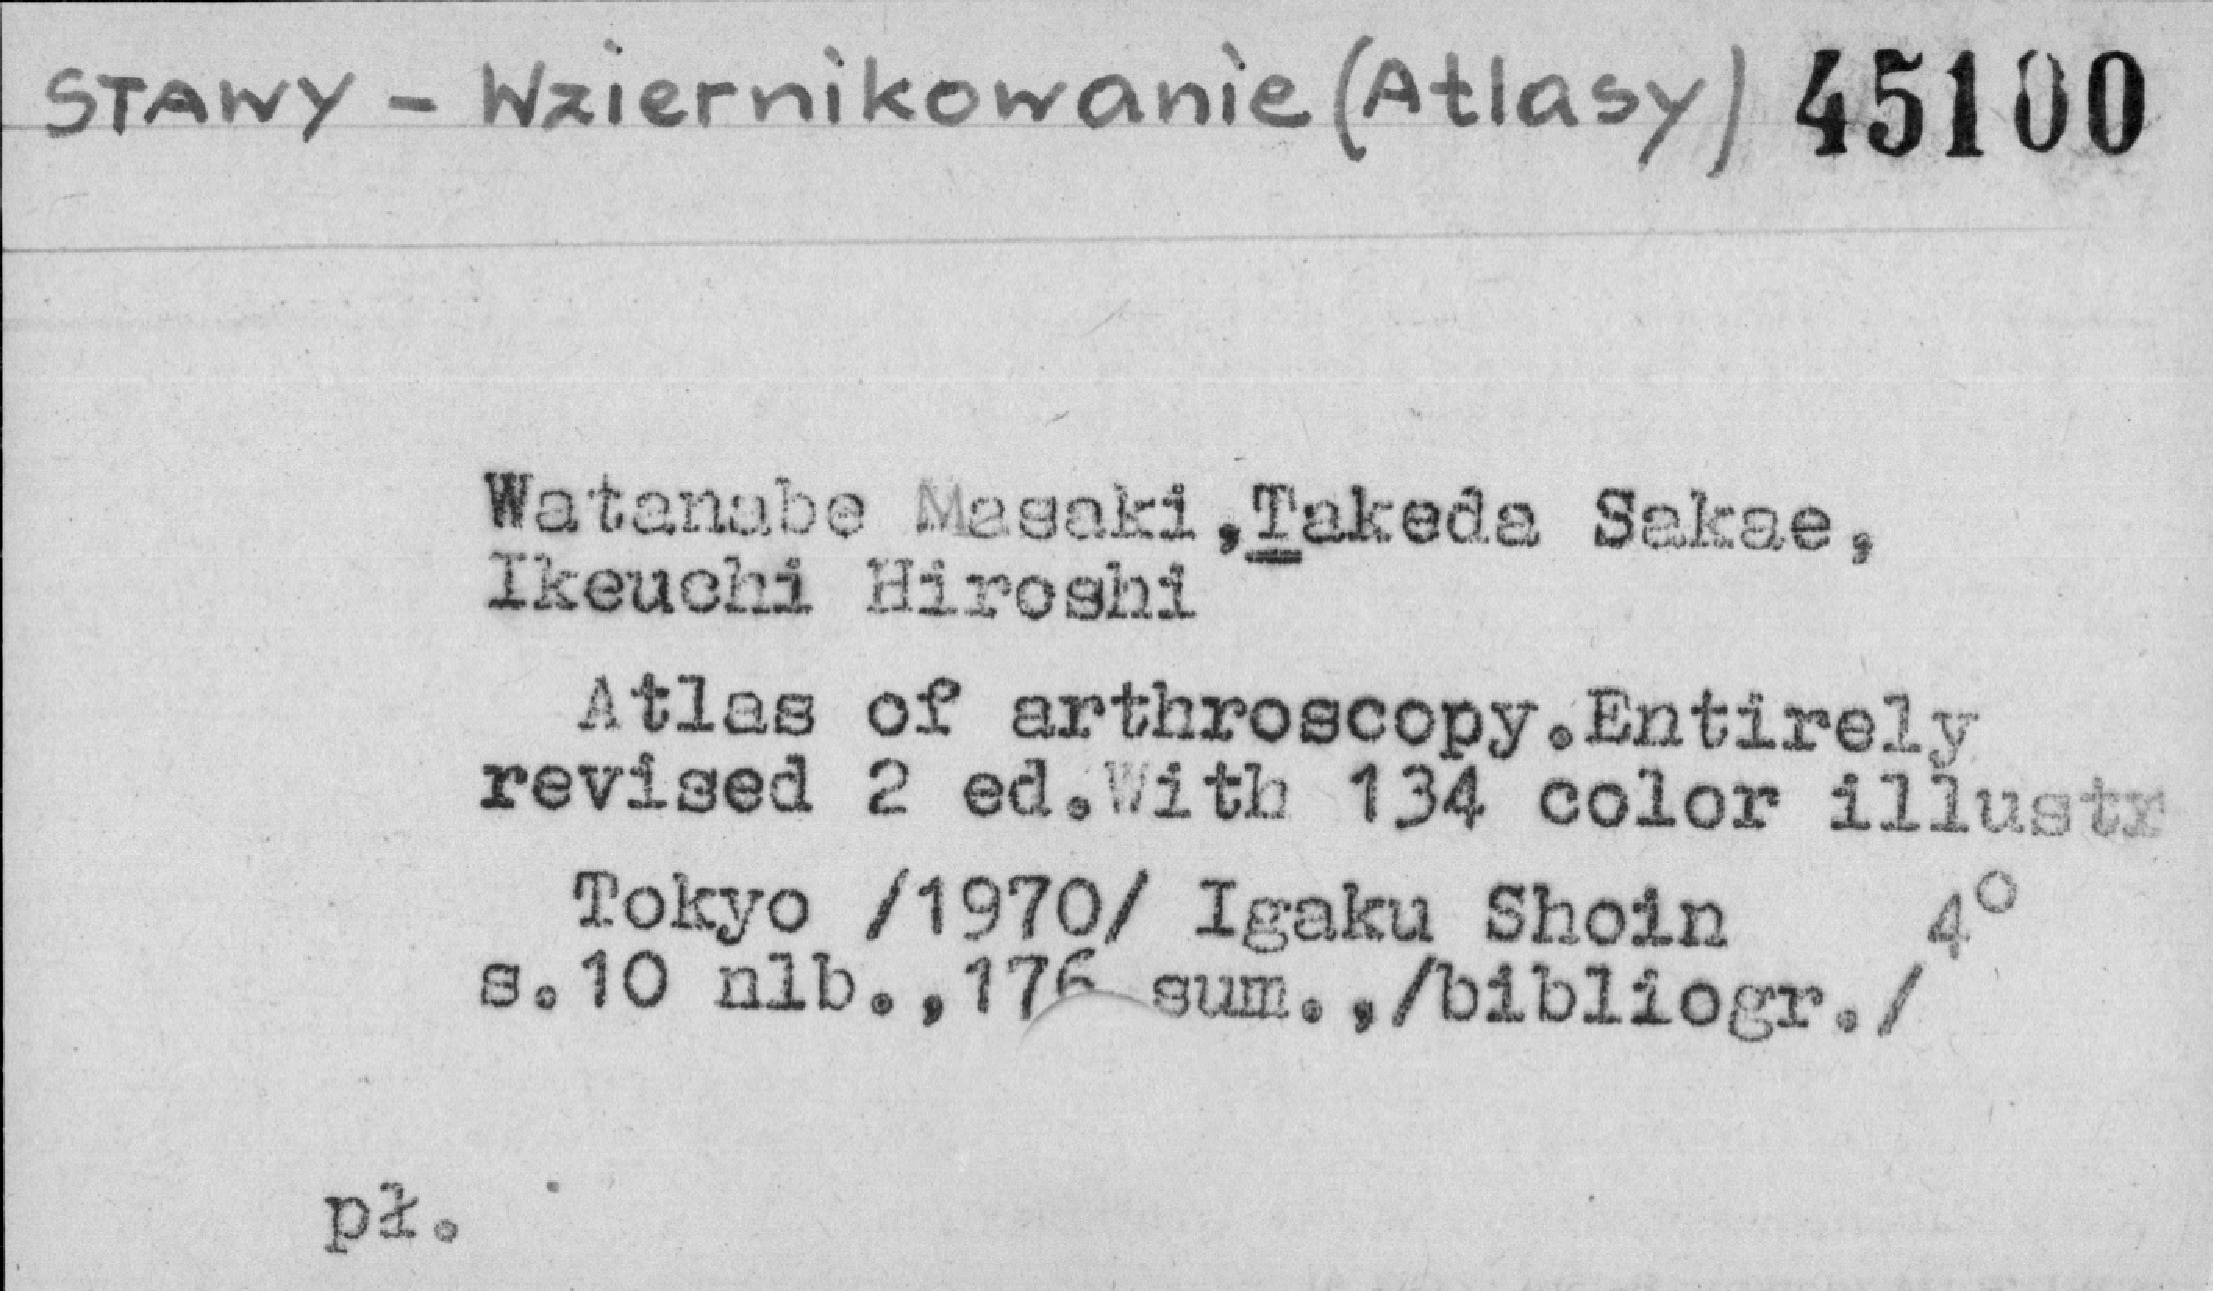 STAWY - Wziernikowanie (Atlasy) 45100
Watanabe Masaki,Takeda Sakae,
Ikeuchi Hiroshi
Atlas of arthroscopy.Entirely
revised 2 ed.With 134 color illustr
Tokyo /1970/ Igaku Shoin 4°
s.10 nlb.,176 sum.,/bibliogr./
pł.